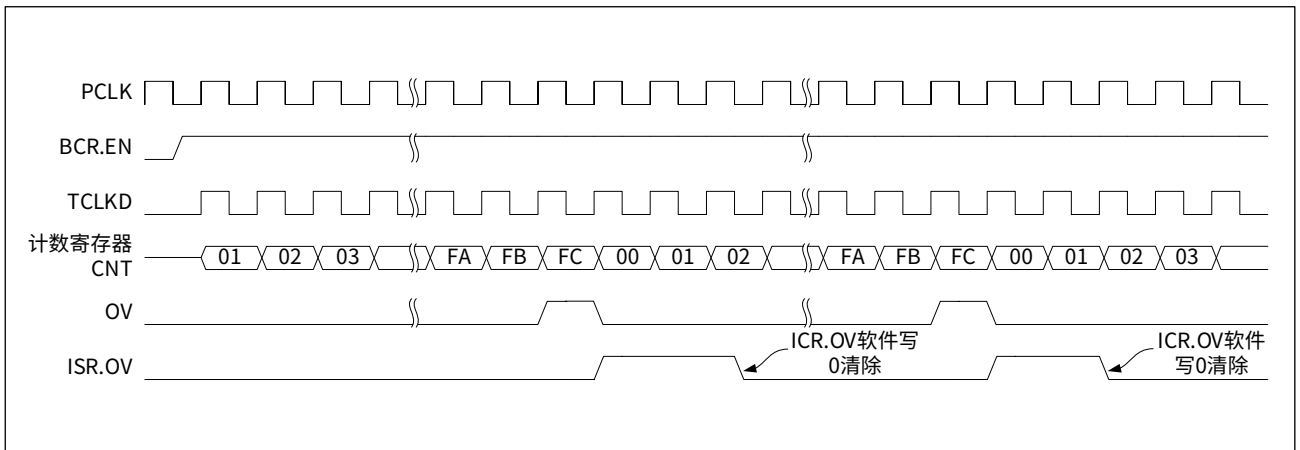 PCLK
BCR.EN
TCLKD
计数寄存器
CNT
01 02 03 FA FB FC 00 01 02 FA FB FC 00 01 02 03
OV
ISR.OV
ICR.OV软件写
0清除
ICR.OV软件
写0清除